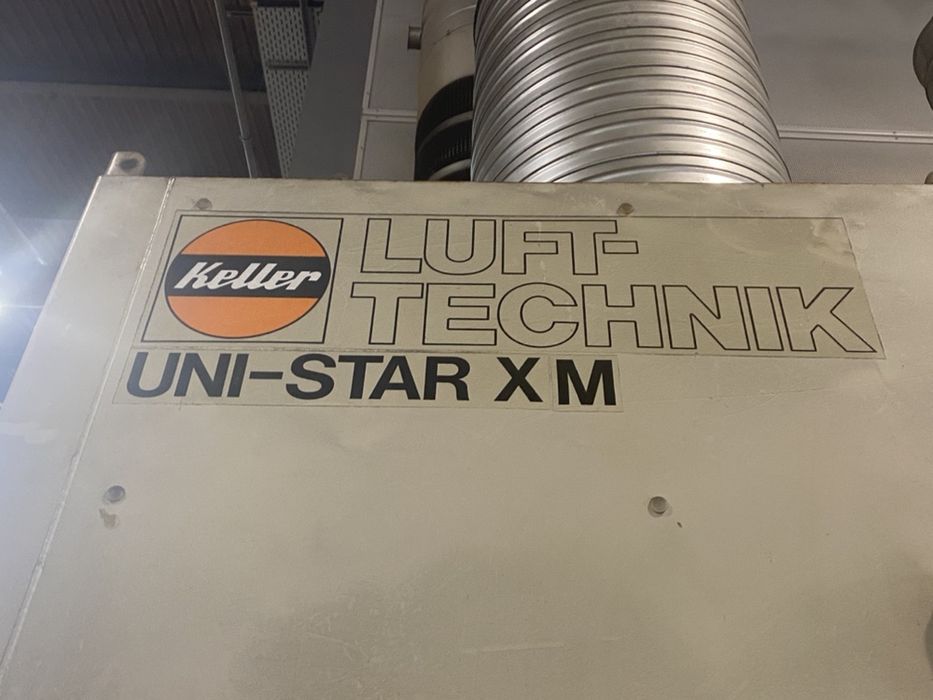 Keller
LUFT-
TECHNIK
UNI-STAR XM